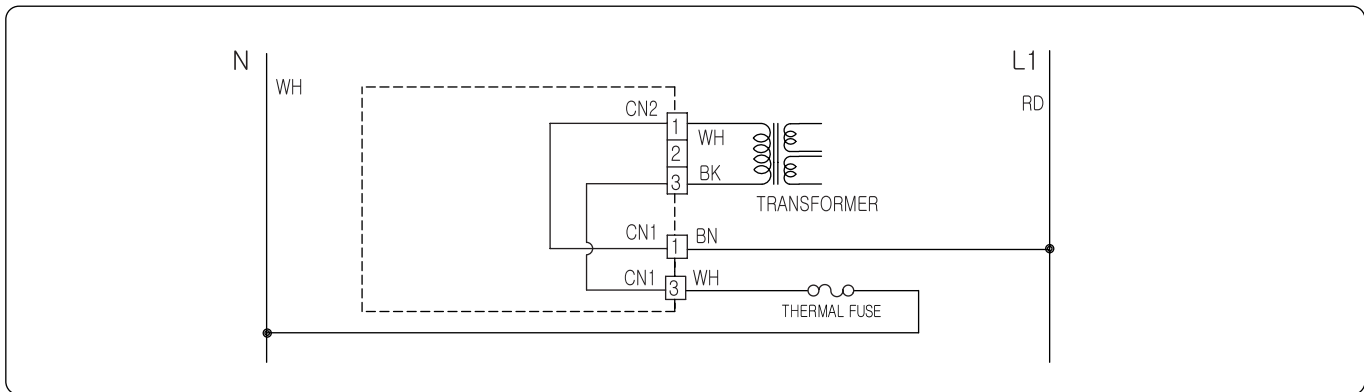 N
L1
WH
RD
CN2
1
WH
2
BK
3
TRANSFORMER
CN1
1
BN
CN1
3
WH
THERMAL FUSE